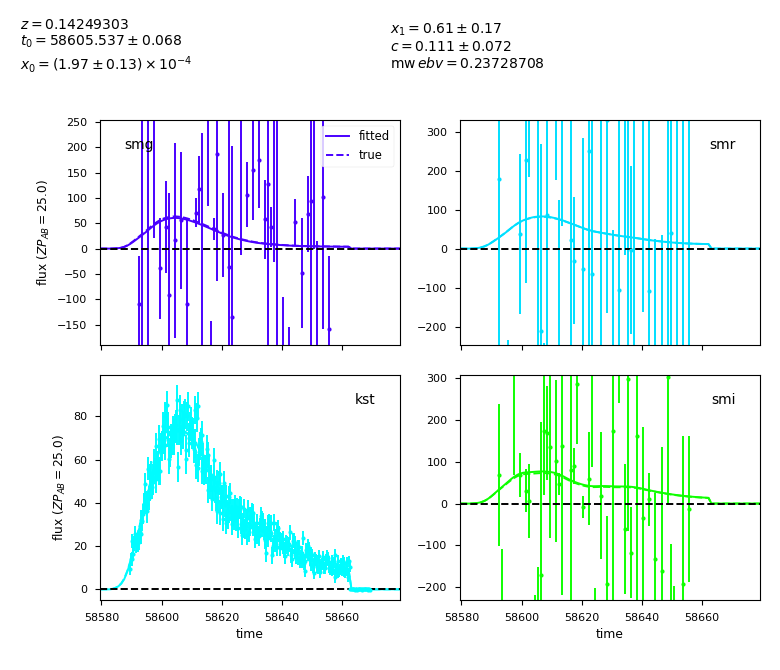 z = 0.14249303
t₀ = 58605.537 ± 0.068
x₀ = (1.97 ± 0.13) × 10⁻⁴
x₁ = 0.61 ± 0.17
c = 0.111 ± 0.072
mw ebv = 0.23728708
250
200
150
100
50
0
−50
−100
−150
flux (ZP_AB = 25.0)
smg
fitted
true
300
200
100
0
−100
−200
smr
80
60
40
20
0
flux (ZP_AB = 25.0)
kst
58580
58600
58620
58640
58660
time
300
200
100
0
−100
−200
smi
58580
58600
58620
58640
58660
time